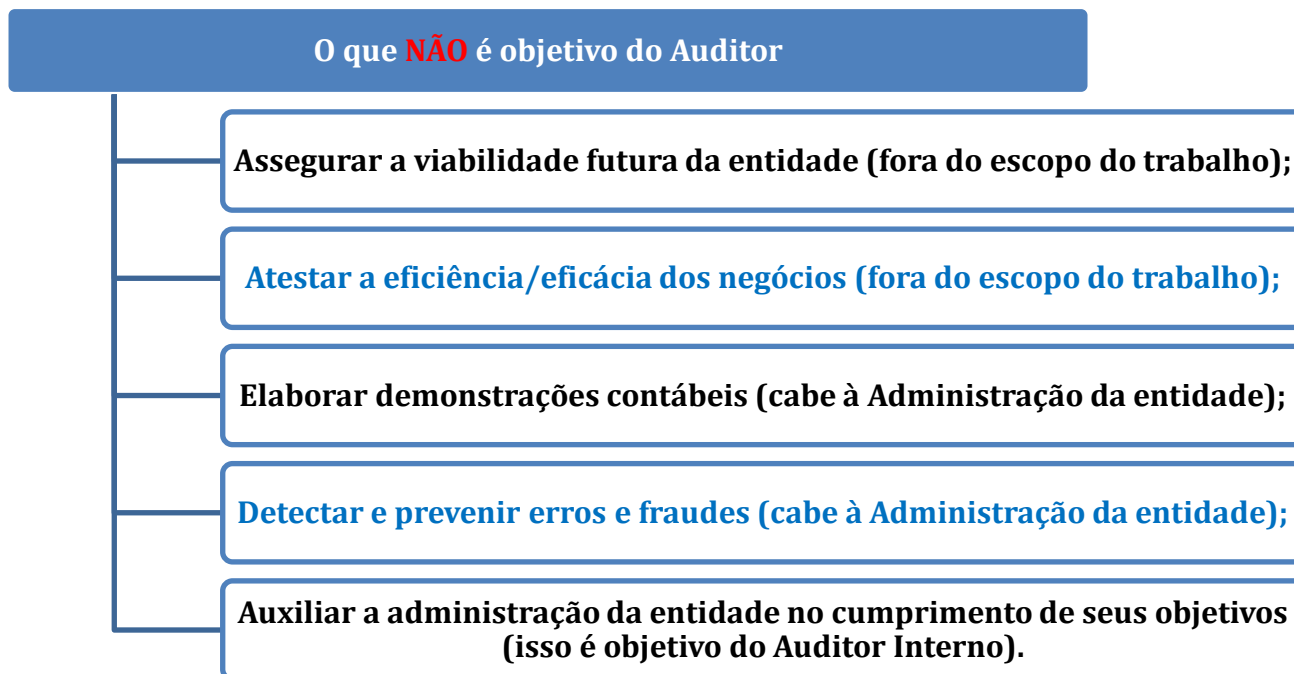 O que NÃO é objetivo do Auditor
Assegurar a viabilidade futura da entidade (fora do escopo do trabalho);
Atestar a eficiência/eficácia dos negócios (fora do escopo do trabalho);
Elaborar demonstrações contábeis (cabe à Administração da entidade);
Detectar e prevenir erros e fraudes (cabe à Administração da entidade);
Auxiliar a administração da entidade no cumprimento de seus objetivos
(isso é objetivo do Auditor Interno).